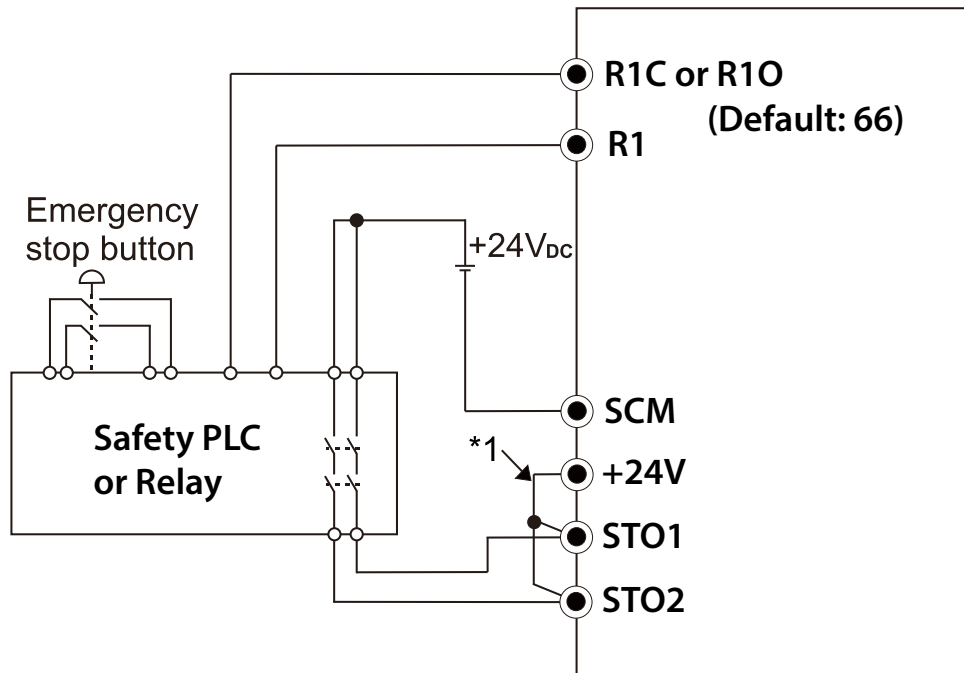 R1C or R1O
(Default: 66)
R1
Emergency
stop button
+24VDC
Safety PLC
or Relay
SCM
*1
+24V
STO1
STO2